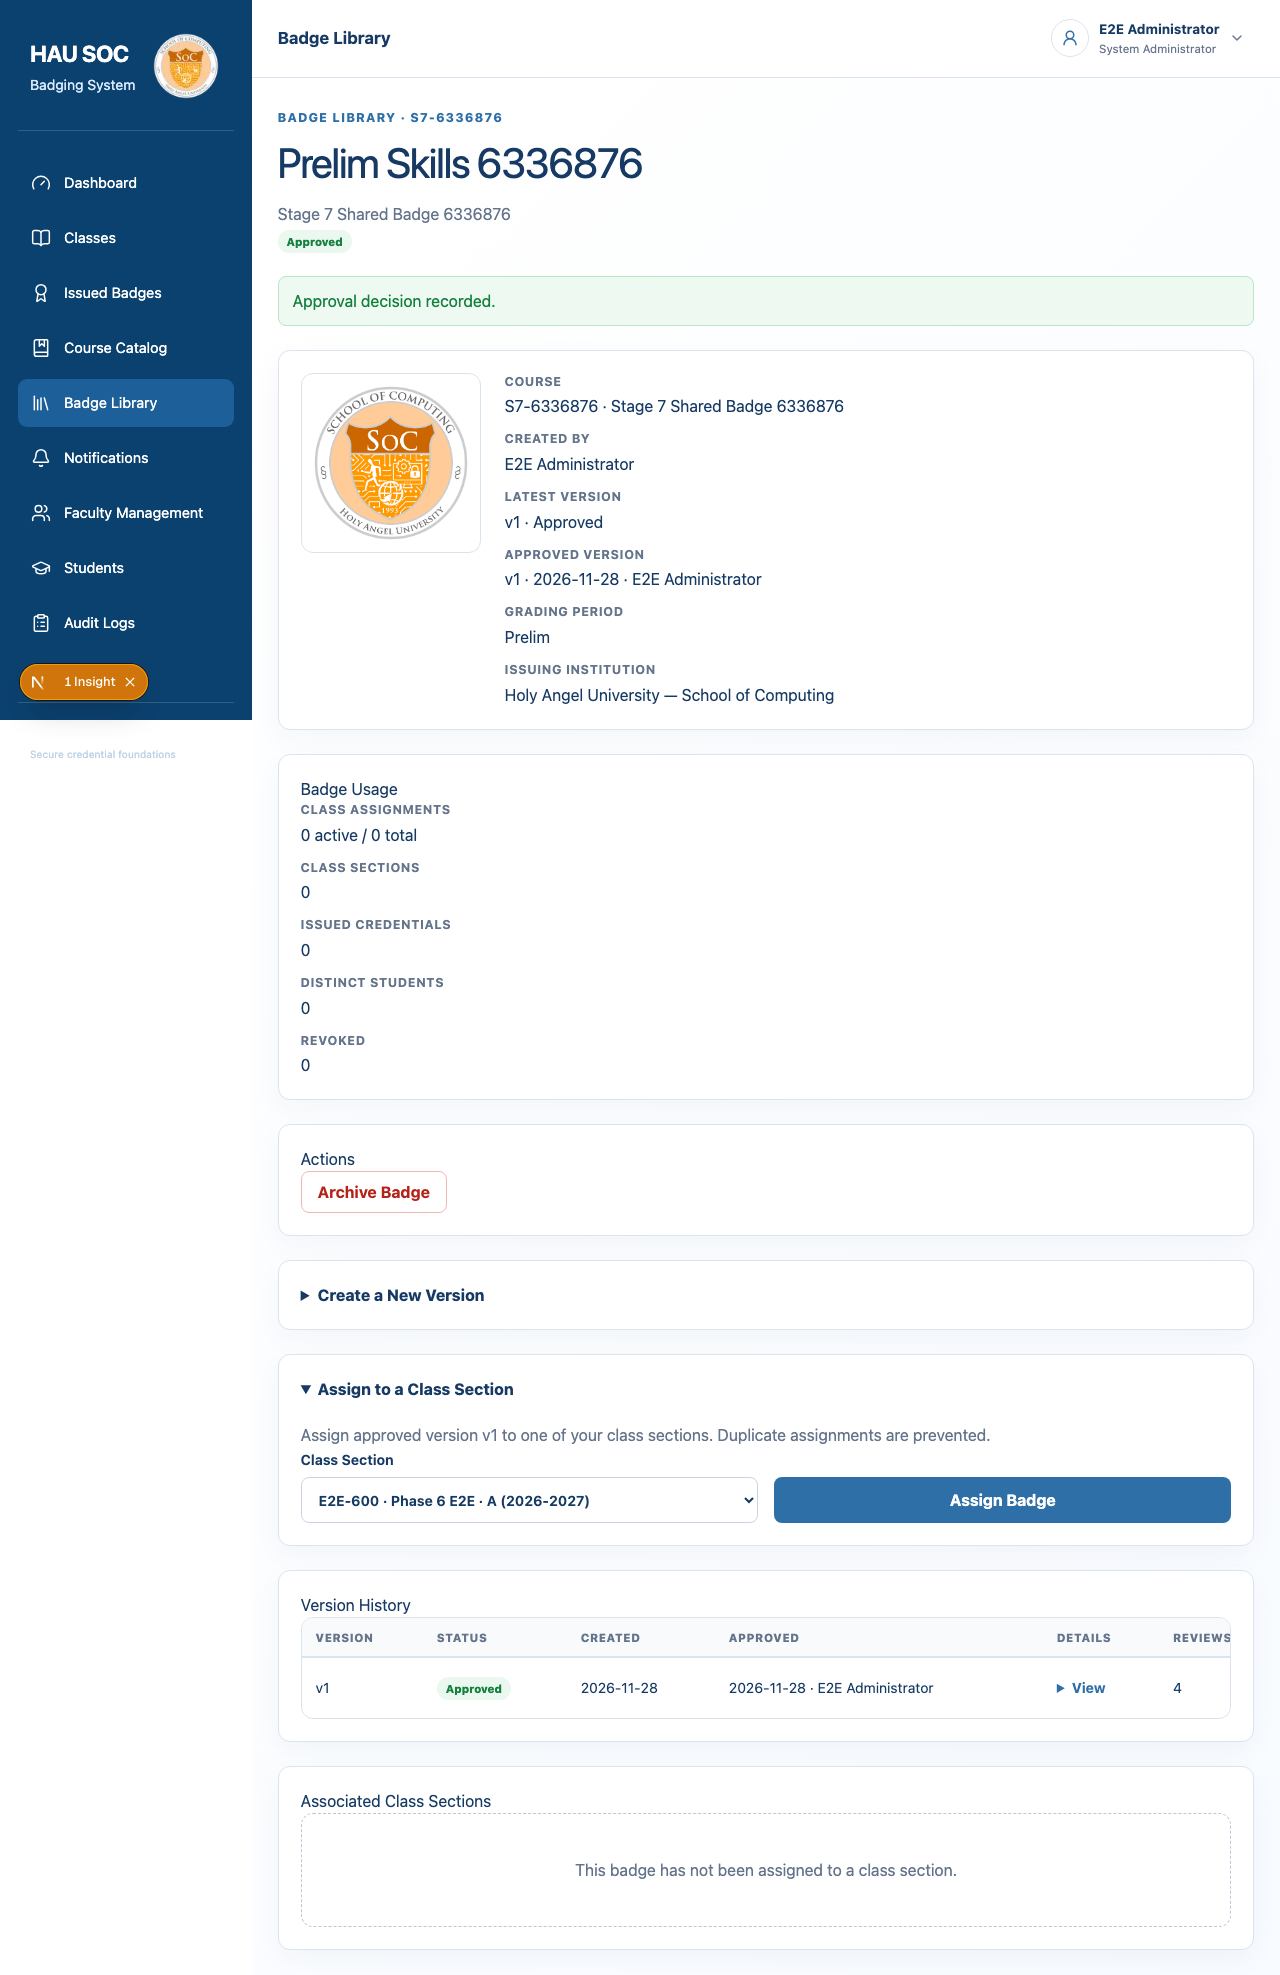 HAU SOC
Badging System
SCHOOL OF COMPUTING
SOC
Dashboard
Classes
Issued Badges
Course Catalog
Badge Library
Notifications
Faculty Management
Students
Audit Logs
1 Insight
Secure credential foundations
Badge Library
E2E Administrator
System Administrator
BADGE LIBRARY · S7-6336876
Prelim Skills 6336876
Stage 7 Shared Badge 6336876
Approved
Approval decision recorded.
SCHOOL OF COMPUTING
SOC
1993
HOLY ANGEL UNIVERSITY
COURSE
S7-6336876 · Stage 7 Shared Badge 6336876
CREATED BY
E2E Administrator
LATEST VERSION
v1 · Approved
APPROVED VERSION
v1 · 2026-11-28 · E2E Administrator
GRADING PERIOD
Prelim
ISSUING INSTITUTION
Holy Angel University — School of Computing
Badge Usage
CLASS ASSIGNMENTS
0 active / 0 total
CLASS SECTIONS
0
ISSUED CREDENTIALS
0
DISTINCT STUDENTS
0
REVOKED
0
Actions
Archive Badge
Create a New Version
Assign to a Class Section
Assign approved version v1 to one of your class sections. Duplicate assignments are prevented.
Class Section
E2E-600 · Phase 6 E2E · A (2026-2027)
Assign Badge
Version History
VERSION STATUS CREATED APPROVED DETAILS REVIEWS
v1 Approved 2026-11-28 2026-11-28 · E2E Administrator View 4
Associated Class Sections
This badge has not been assigned to a class section.